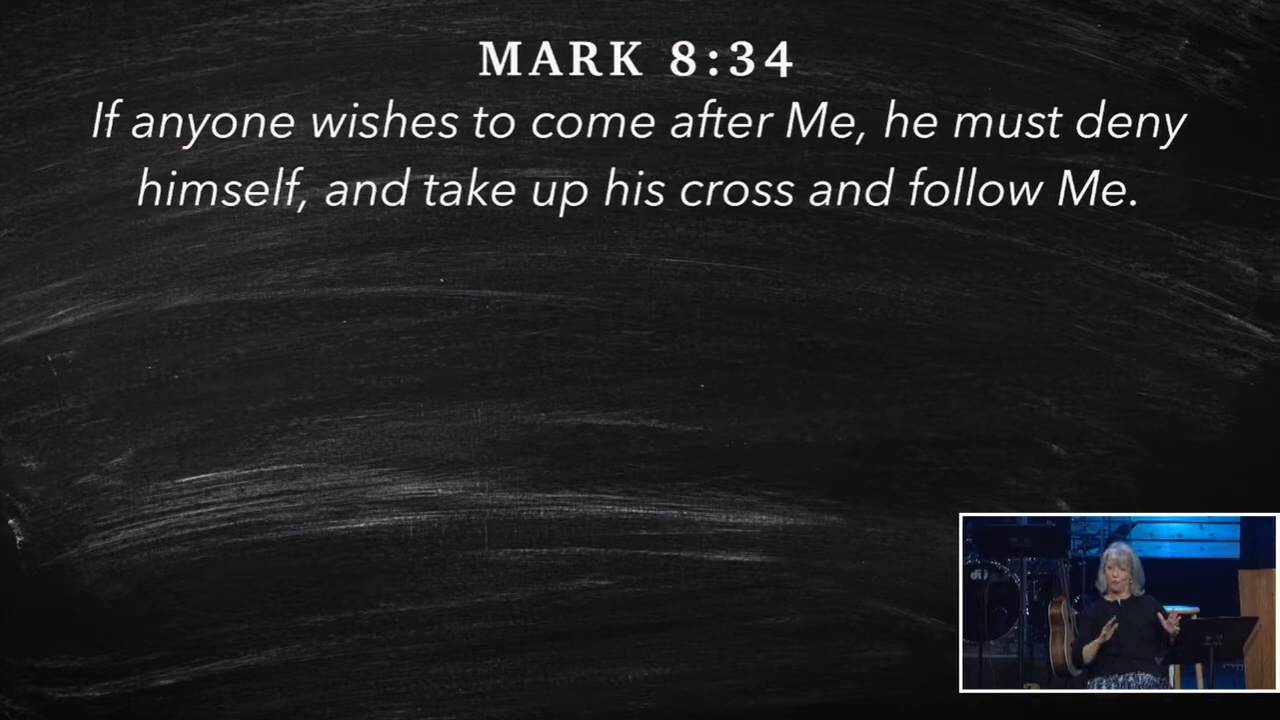 MARK 8:34
If anyone wishes to come after Me, he must deny
himself, and take up his cross and follow Me.